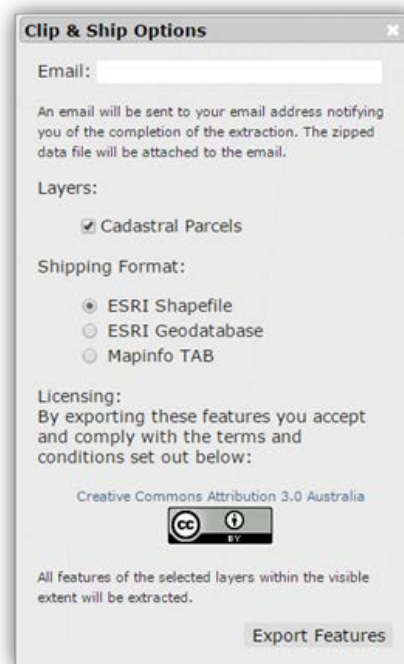 Clip & Ship Options
Email:
An email will be sent to your email address notifying
you of the completion of the extraction. The zipped
data file will be attached to the email.
Layers:
Cadastral Parcels
Shipping Format:
ESRI Shapefile
ESRI Geodatabase
Mapinfo TAB
Licensing:
By exporting these features you accept
and comply with the terms and
conditions set out below:
Creative Commons Attribution 3.0 Australia
cc
BY
All features of the selected layers within the visible
extent will be extracted.
Export Features